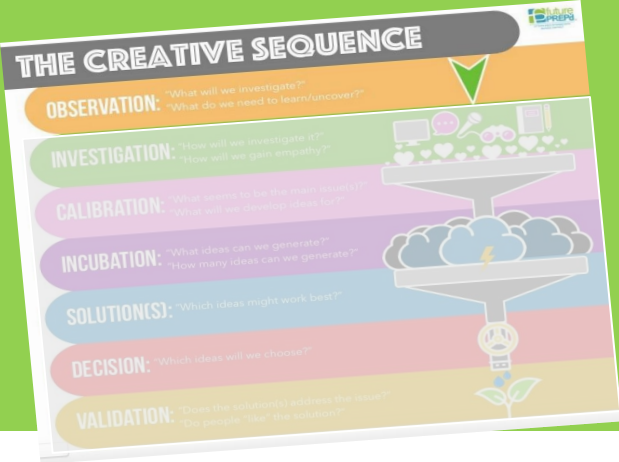 THE CREATIVE SEQUENCE
future
PREP'd
OBSERVATION: "What will we investigate?"
"What do we need to learn/uncover?"
INVESTIGATION: "How will we investigate it?"
"How will we gain empathy?"
CALIBRATION: "What seems to be the main issue(s)?"
"What will we develop ideas for?"
INCUBATION: "What ideas can we generate?"
"How many ideas can we generate?"
SOLUTION(S): "Which ideas might work best?"
DECISION: "Which ideas will we choose?"
VALIDATION: "Does the solution(s) address the issue?"
"Do people "like" the solution?"